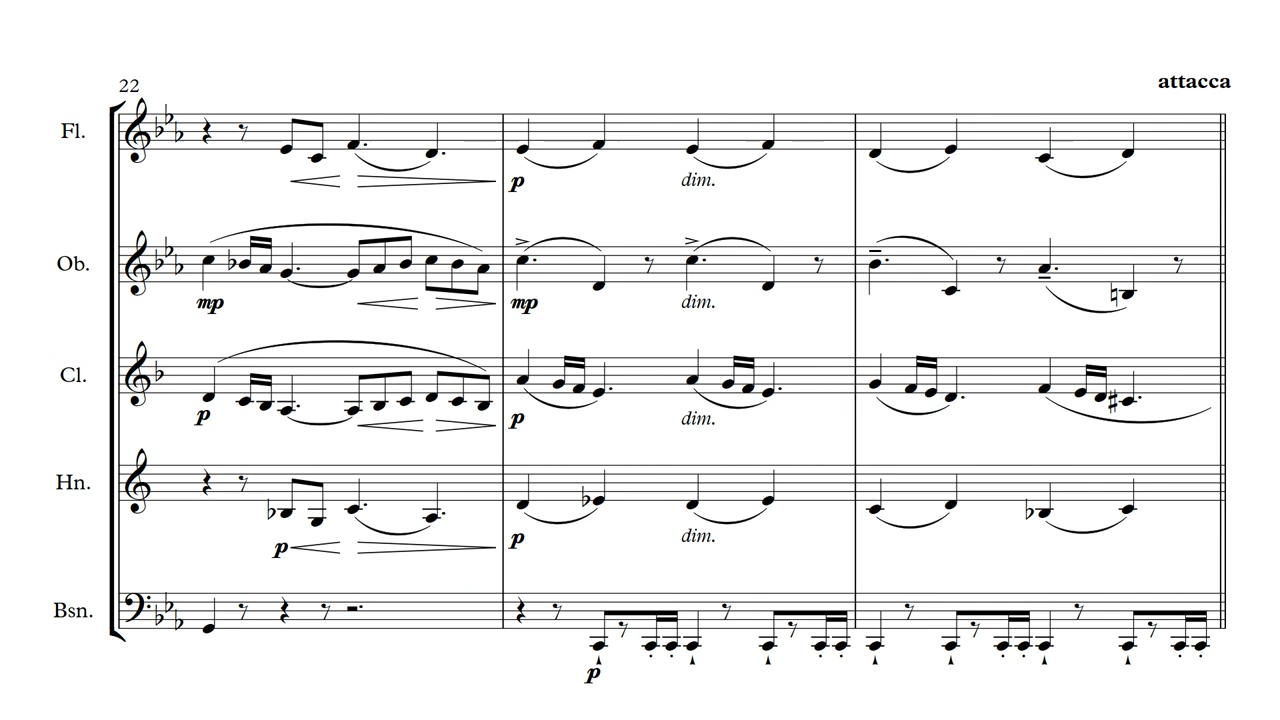 22
attacca
Fl.
p
dim.
Ob.
mp
mp
dim.
Cl.
p
p
dim.
Hn.
p
p
dim.
Bsn.
p